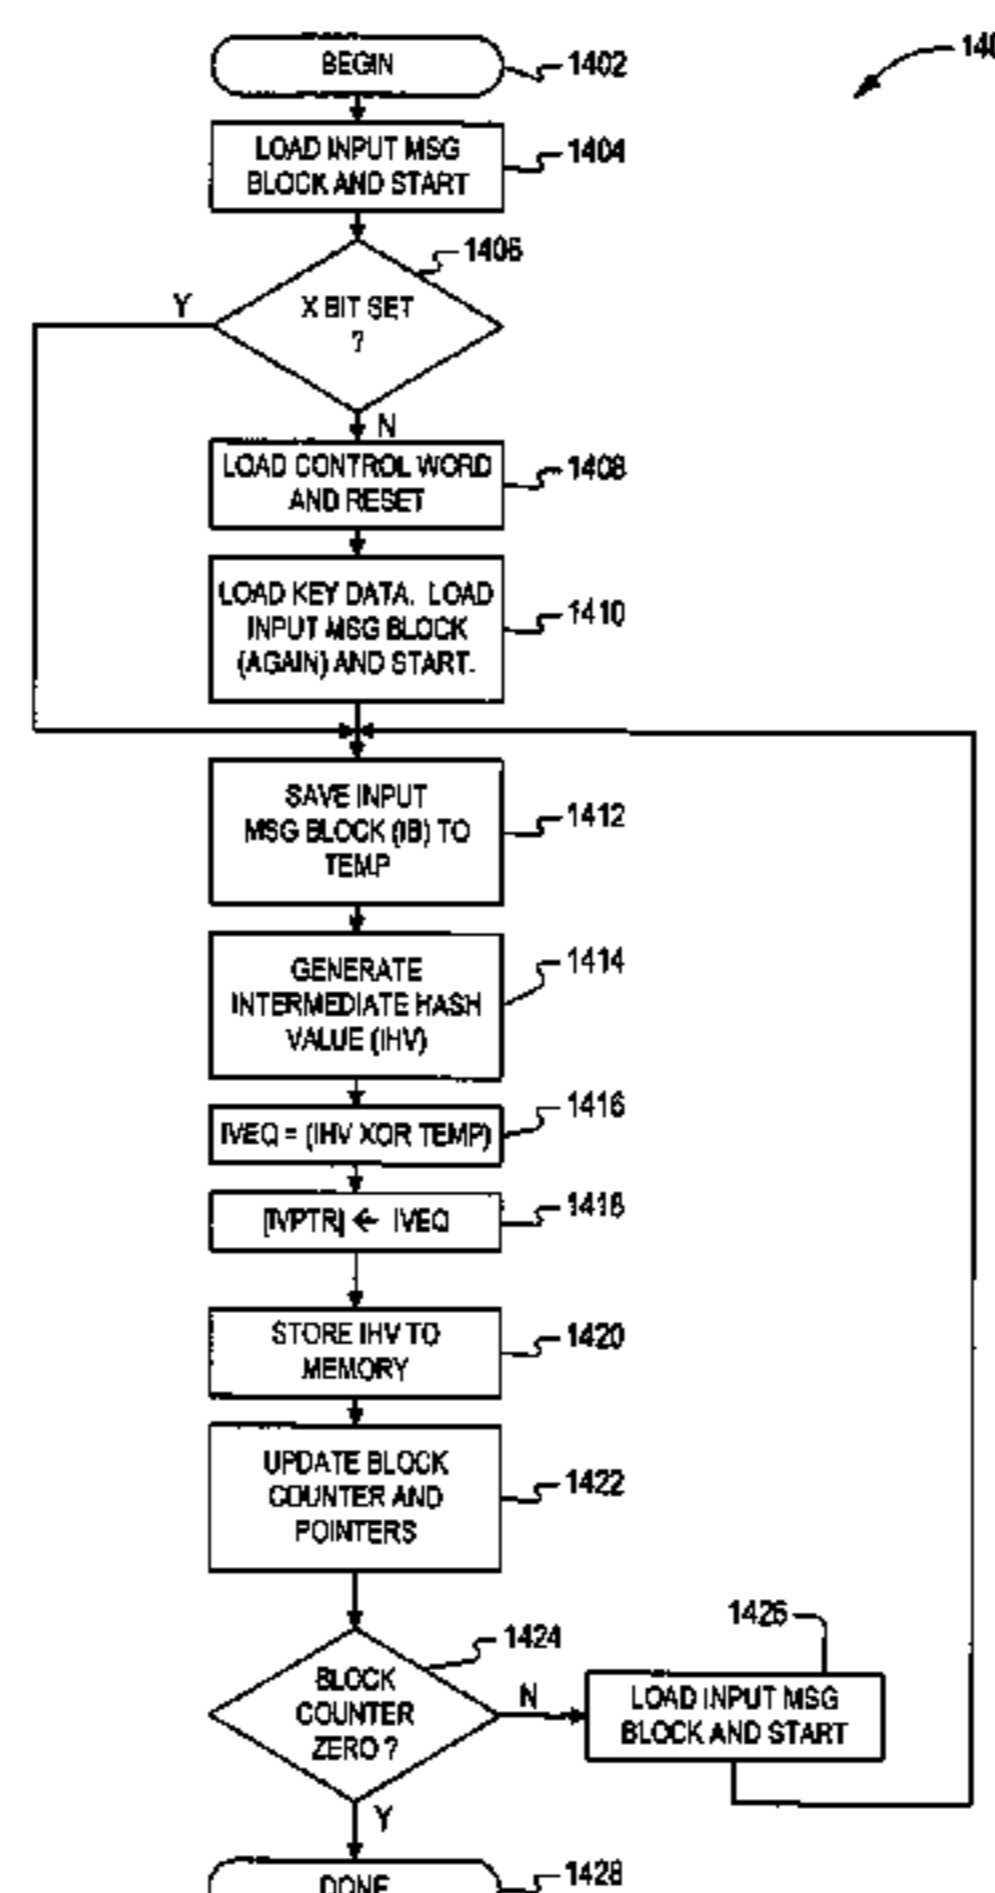 BEGIN
1402
LOAD INPUT MSG
BLOCK AND START
1404
X BIT SET
?
1406
Y
N
LOAD CONTROL WORD
AND RESET
1408
LOAD KEY DATA. LOAD
INPUT MSG BLOCK
(AGAIN) AND START.
1410
SAVE INPUT
MSG BLOCK (IB) TO
TEMP
1412
GENERATE
INTERMEDIATE HASH
VALUE (IHV)
1414
IVEQ = (IHV XOR TEMP)
1416
[IVPTR] ← IVEQ
1418
STORE IHV TO
MEMORY
1420
UPDATE BLOCK
COUNTER AND
POINTERS
1422
BLOCK
COUNTER
ZERO ?
1424
N
Y
LOAD INPUT MSG
BLOCK AND START
1426
DONE
1428